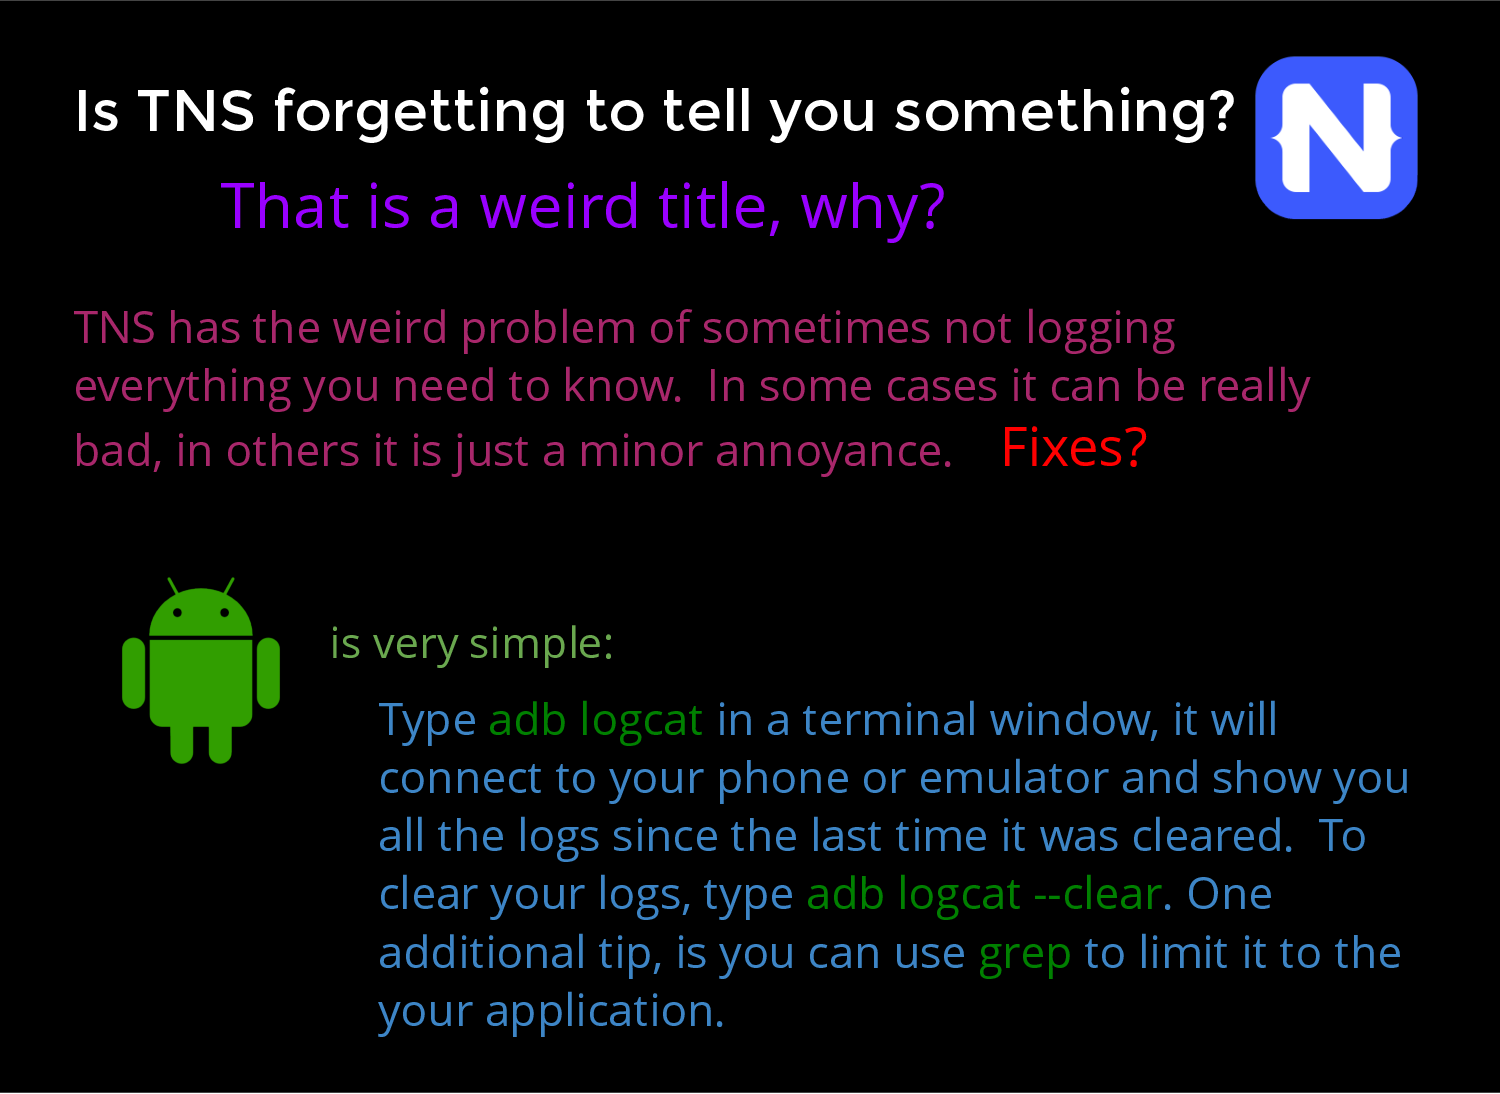 Is TNS forgetting to tell you something?
N
That is a weird title, why?
TNS has the weird problem of sometimes not logging
everything you need to know.  In some cases it can be really
bad, in others it is just a minor annoyance.    Fixes?
is very simple:
Type adb logcat in a terminal window, it will
connect to your phone or emulator and show you
all the logs since the last time it was cleared.  To
clear your logs, type adb logcat --clear. One
additional tip, is you can use grep to limit it to the
your application.